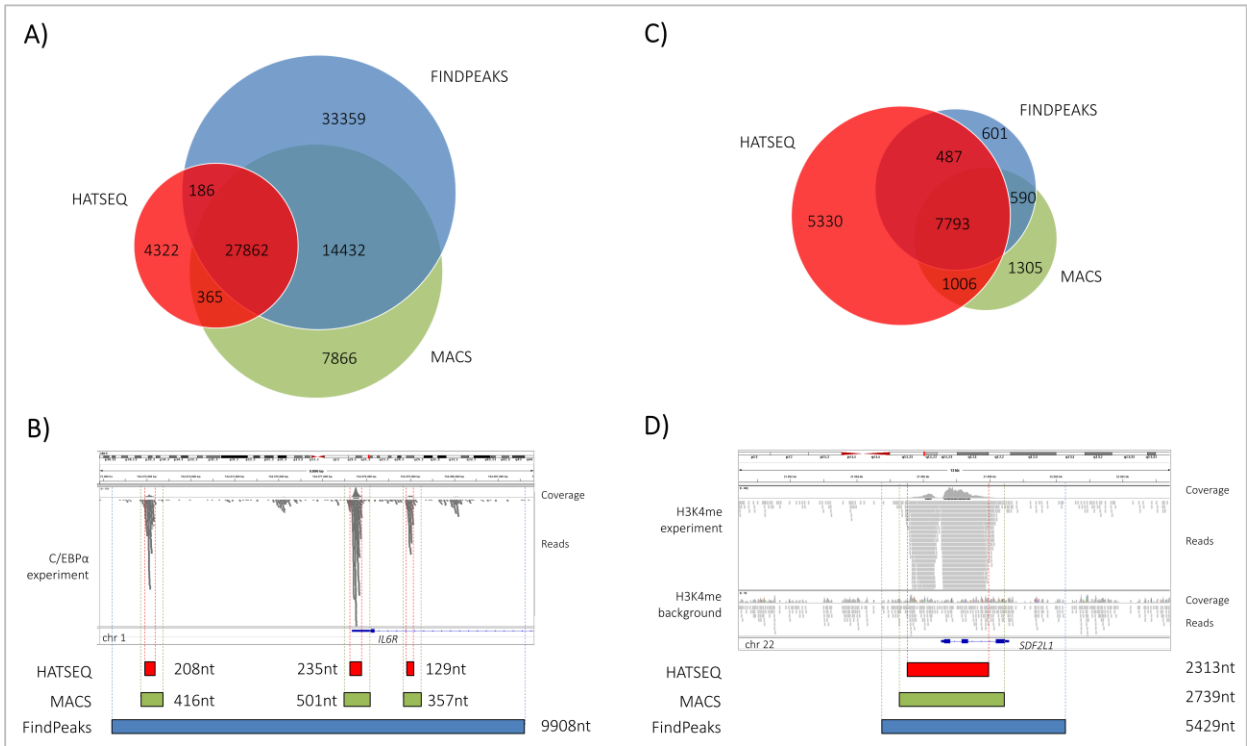 A)
FINDPEAKS
33359
HATSEQ
186
4322
27862
14432
365
7866
MACS
B)
Coverage
Reads
C/EBPα
experiment
chr 1
IL6R
HATSEQ
208nt
235nt
129nt
MACS
416nt
501nt
357nt
FindPeaks
9908nt
C)
FINDPEAKS
HATSEQ
601
487
590
5330
7793
1305
1006
MACS
D)
Coverage
H3K4me
experiment
Reads
H3K4me
background
Coverage
Reads
chr 22
SDF2L1
HATSEQ
2313nt
MACS
2739nt
FindPeaks
5429nt